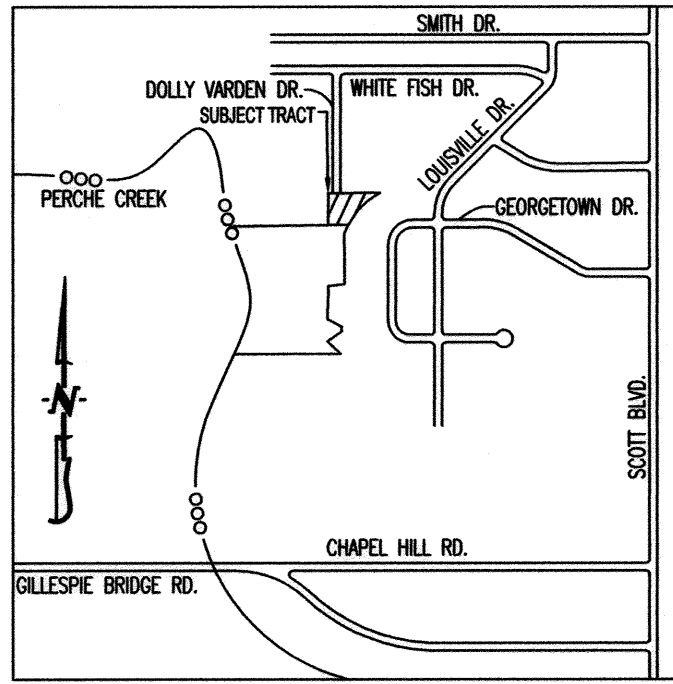 SMITH DR.
DOLLY VARDEN DR.
WHITE FISH DR.
SUBJECT TRACT
LOUISVILLE DR.
PERCHE CREEK
GEORGETOWN DR.
N
SCOTT BLVD.
CHAPEL HILL RD.
GILLESPIE BRIDGE RD.